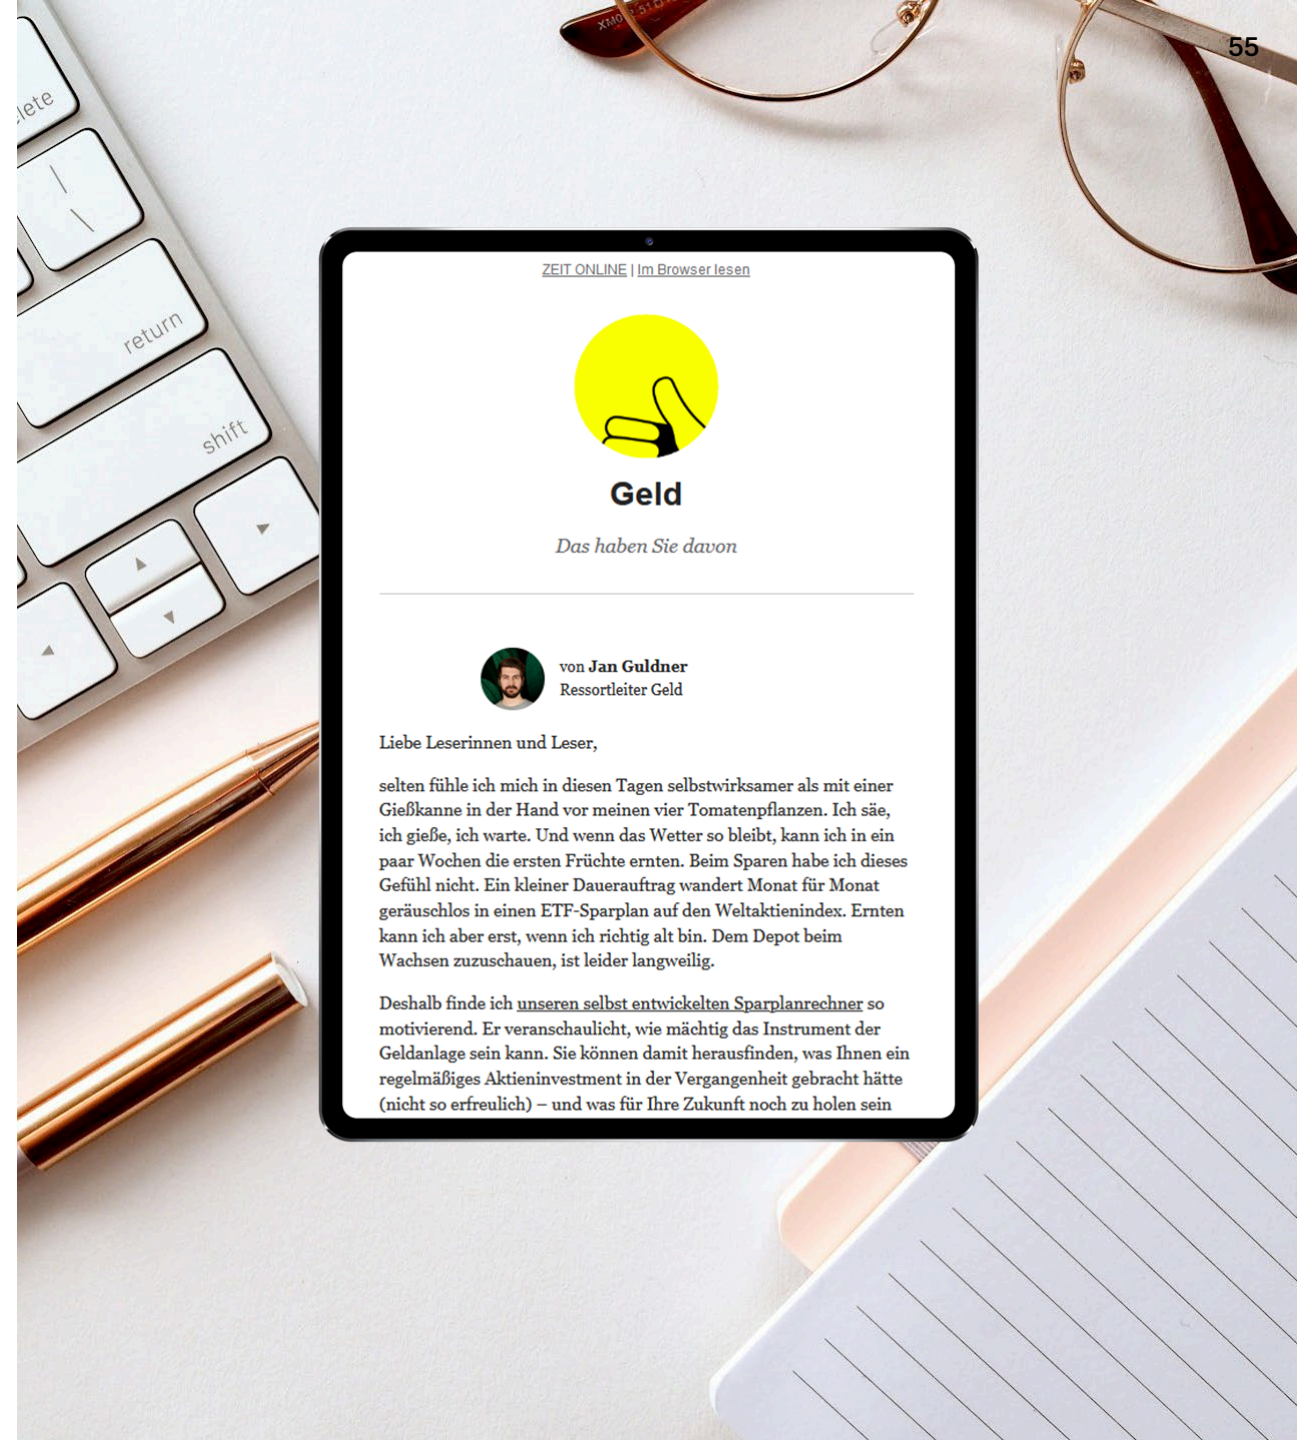 55
XM0
51
lete
return
shift
ZEIT ONLINE | Im Browser lesen
Geld
Das haben Sie davon
von Jan Guldner
Ressortleiter Geld
Liebe Leserinnen und Leser,
selten fühle ich mich in diesen Tagen selbstwirksamer als mit einer
Gießkanne in der Hand vor meinen vier Tomatenpflanzen. Ich säe,
ich gieße, ich warte. Und wenn das Wetter so bleibt, kann ich in ein
paar Wochen die ersten Früchte ernten. Beim Sparen habe ich dieses
Gefühl nicht. Ein kleiner Dauerauftrag wandert Monat für Monat
geräuschlos in einen ETF-Sparplan auf den Weltaktienindex. Ernten
kann ich aber erst, wenn ich richtig alt bin. Dem Depot beim
Wachsen zuzuschauen, ist leider langweilig.
Deshalb finde ich unseren selbst entwickelten Sparplanrechner so
motivierend. Er veranschaulicht, wie mächtig das Instrument der
Geldanlage sein kann. Sie können damit herausfinden, was Ihnen ein
regelmäßiges Aktieninvestment in der Vergangenheit gebracht hätte
(nicht so erfreulich) – und was für Ihre Zukunft noch zu holen sein